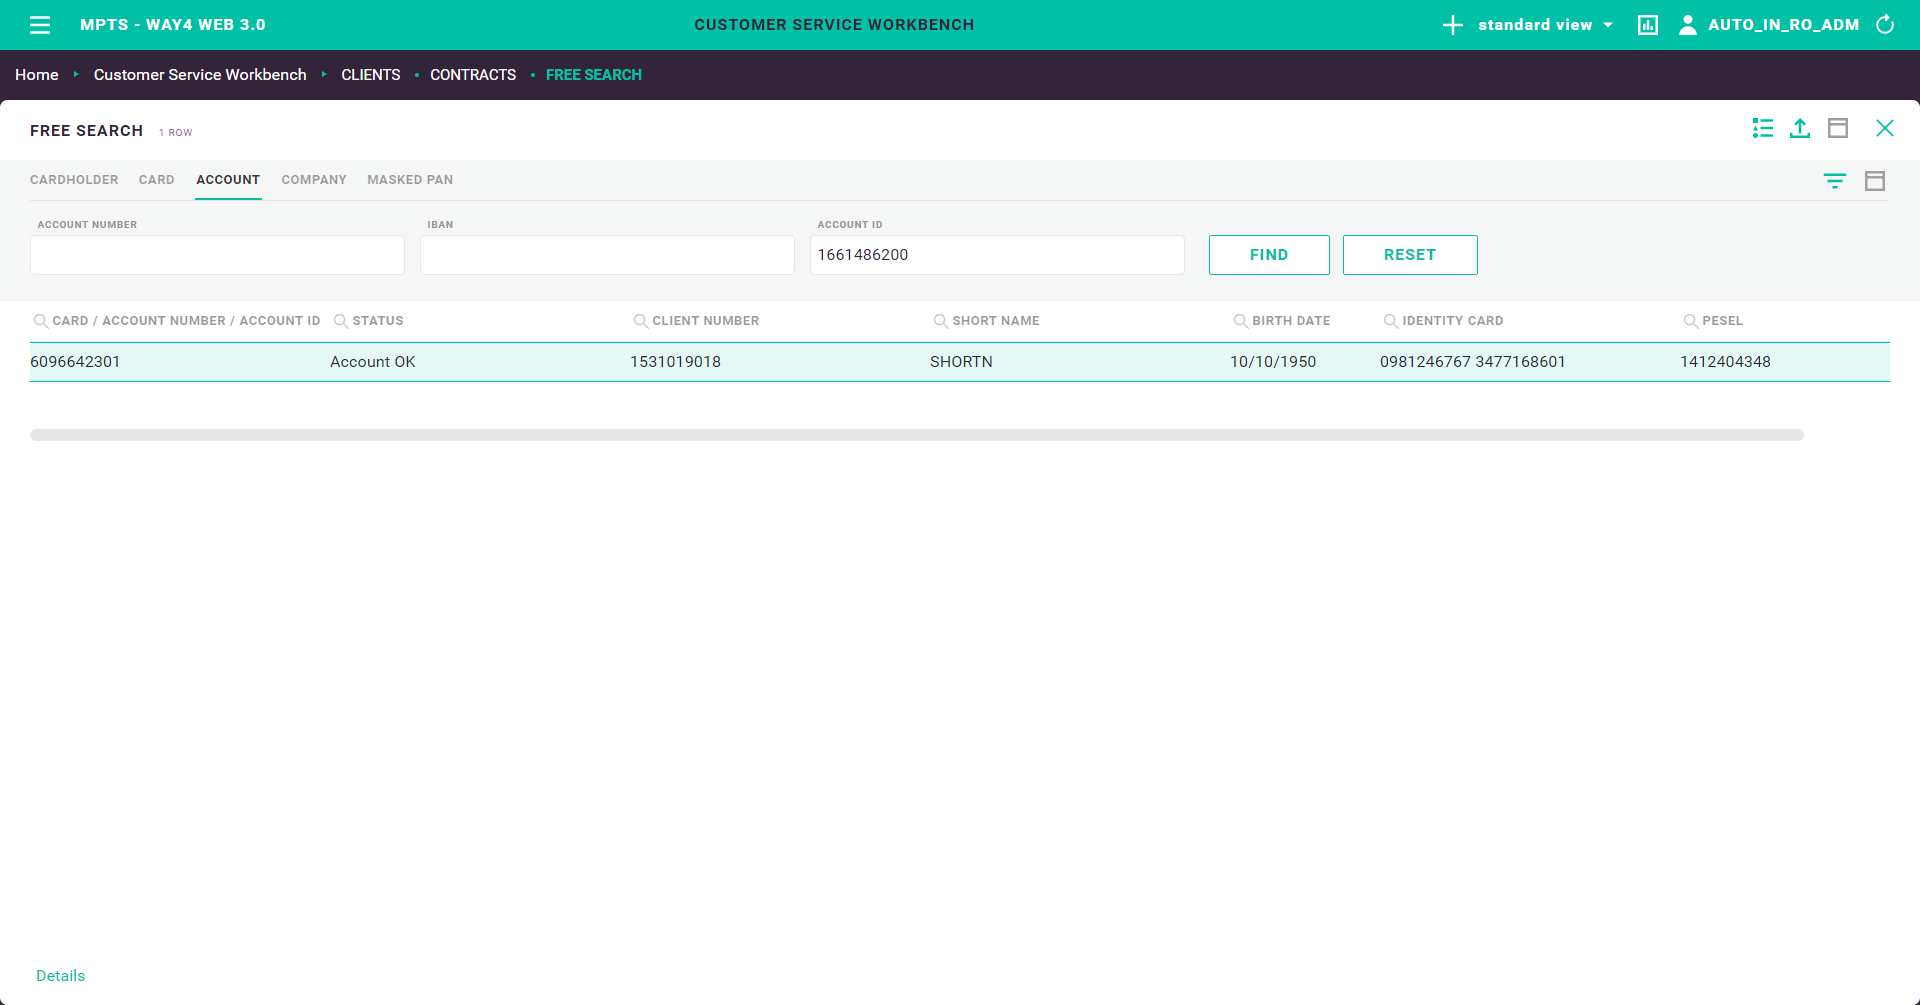 MPTS - WAY4 WEB 3.0
CUSTOMER SERVICE WORKBENCH
standard view
AUTO_IN_RO_ADM
Home
Customer Service Workbench
CLIENTS
CONTRACTS
FREE SEARCH
FREE SEARCH
1 ROW
CARDHOLDER
CARD
ACCOUNT
COMPANY
MASKED PAN
ACCOUNT NUMBER
IBAN
ACCOUNT ID
1661486200
FIND
RESET
CARD / ACCOUNT NUMBER / ACCOUNT ID
STATUS
CLIENT NUMBER
SHORT NAME
BIRTH DATE
IDENTITY CARD
PESEL
6096642301
Account OK
1531019018
SHORTN
10/10/1950
0981246767 3477168601
1412404348
Details